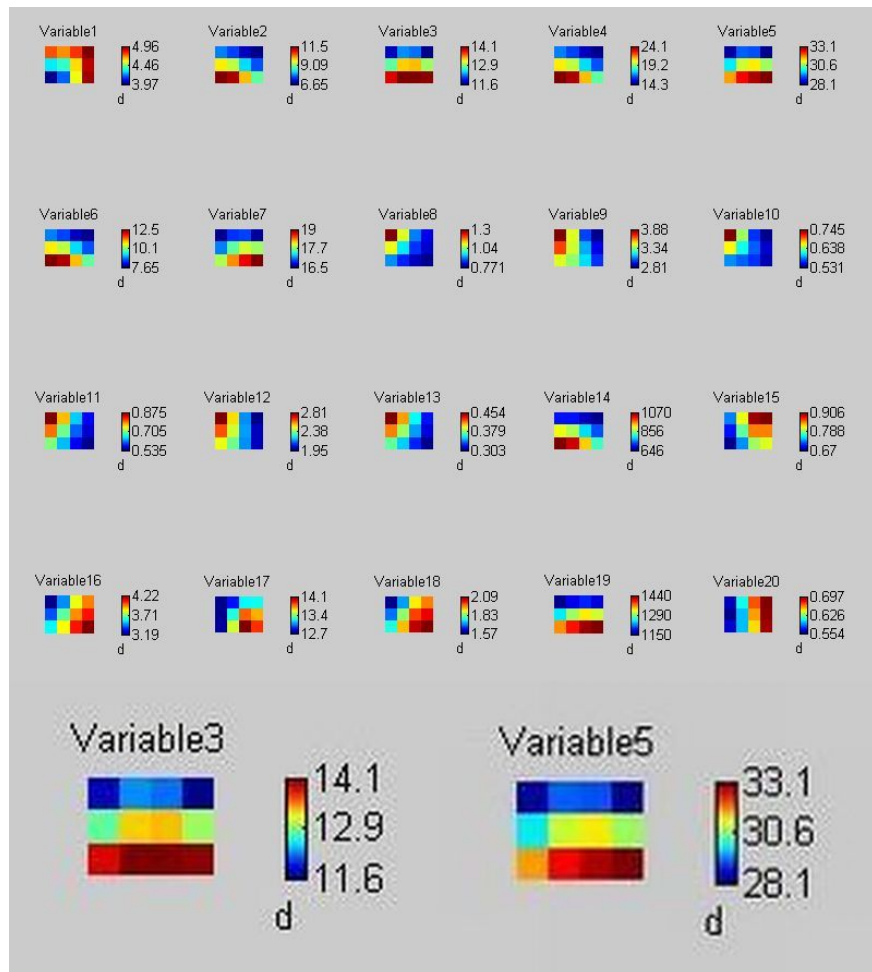 Variable1 4.96 4.46 3.97 d
Variable2 11.5 9.09 6.65 d
Variable3 14.1 12.9 11.6 d
Variable4 24.1 19.2 14.3 d
Variable5 33.1 30.6 28.1 d
Variable6 12.5 10.1 7.65 d
Variable7 19 17.7 16.5 d
Variable8 1.3 1.04 0.771 d
Variable9 3.88 3.34 2.81 d
Variable10 0.745 0.638 0.531 d
Variable11 0.875 0.705 0.535 d
Variable12 2.81 2.38 1.95 d
Variable13 0.454 0.379 0.303 d
Variable14 1070 856 646 d
Variable15 0.906 0.788 0.67 d
Variable16 4.22 3.71 3.19 d
Variable17 14.1 13.4 12.7 d
Variable18 2.09 1.83 1.57 d
Variable19 1440 1290 1150 d
Variable20 0.697 0.626 0.554 d
Variable3 14.1 12.9 11.6 d
Variable5 33.1 30.6 28.1 d